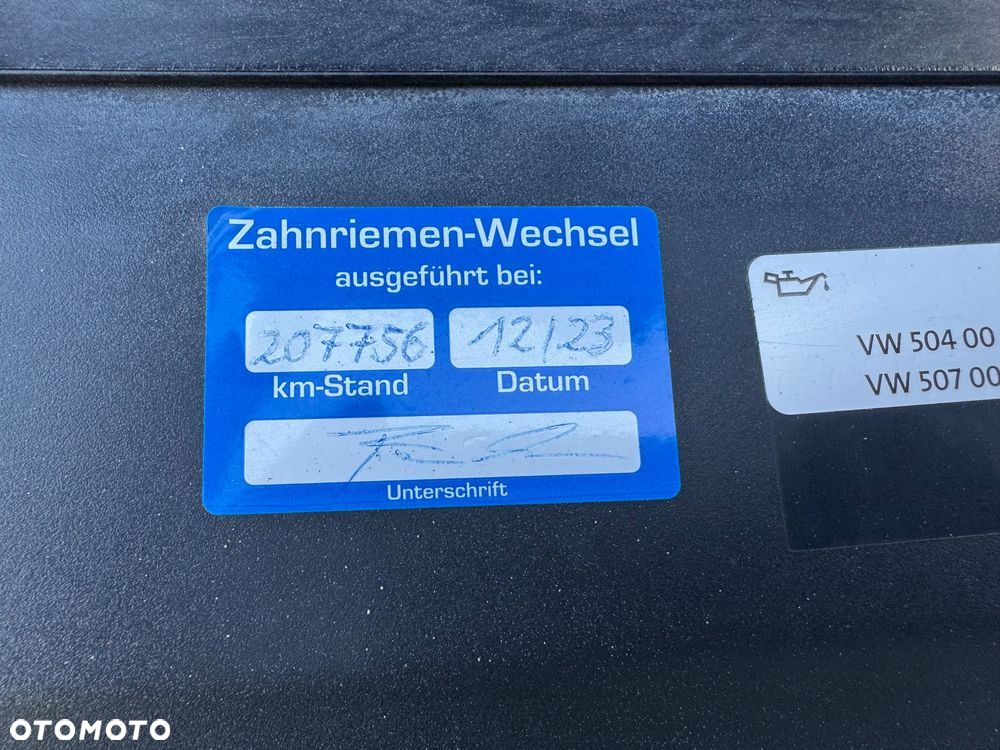 Zahnriemen-Wechsel
ausgeführt bei:
207756 12/23
km-Stand Datum
Unterschrift
VW 504 00
VW 507 00
OTOMOTO